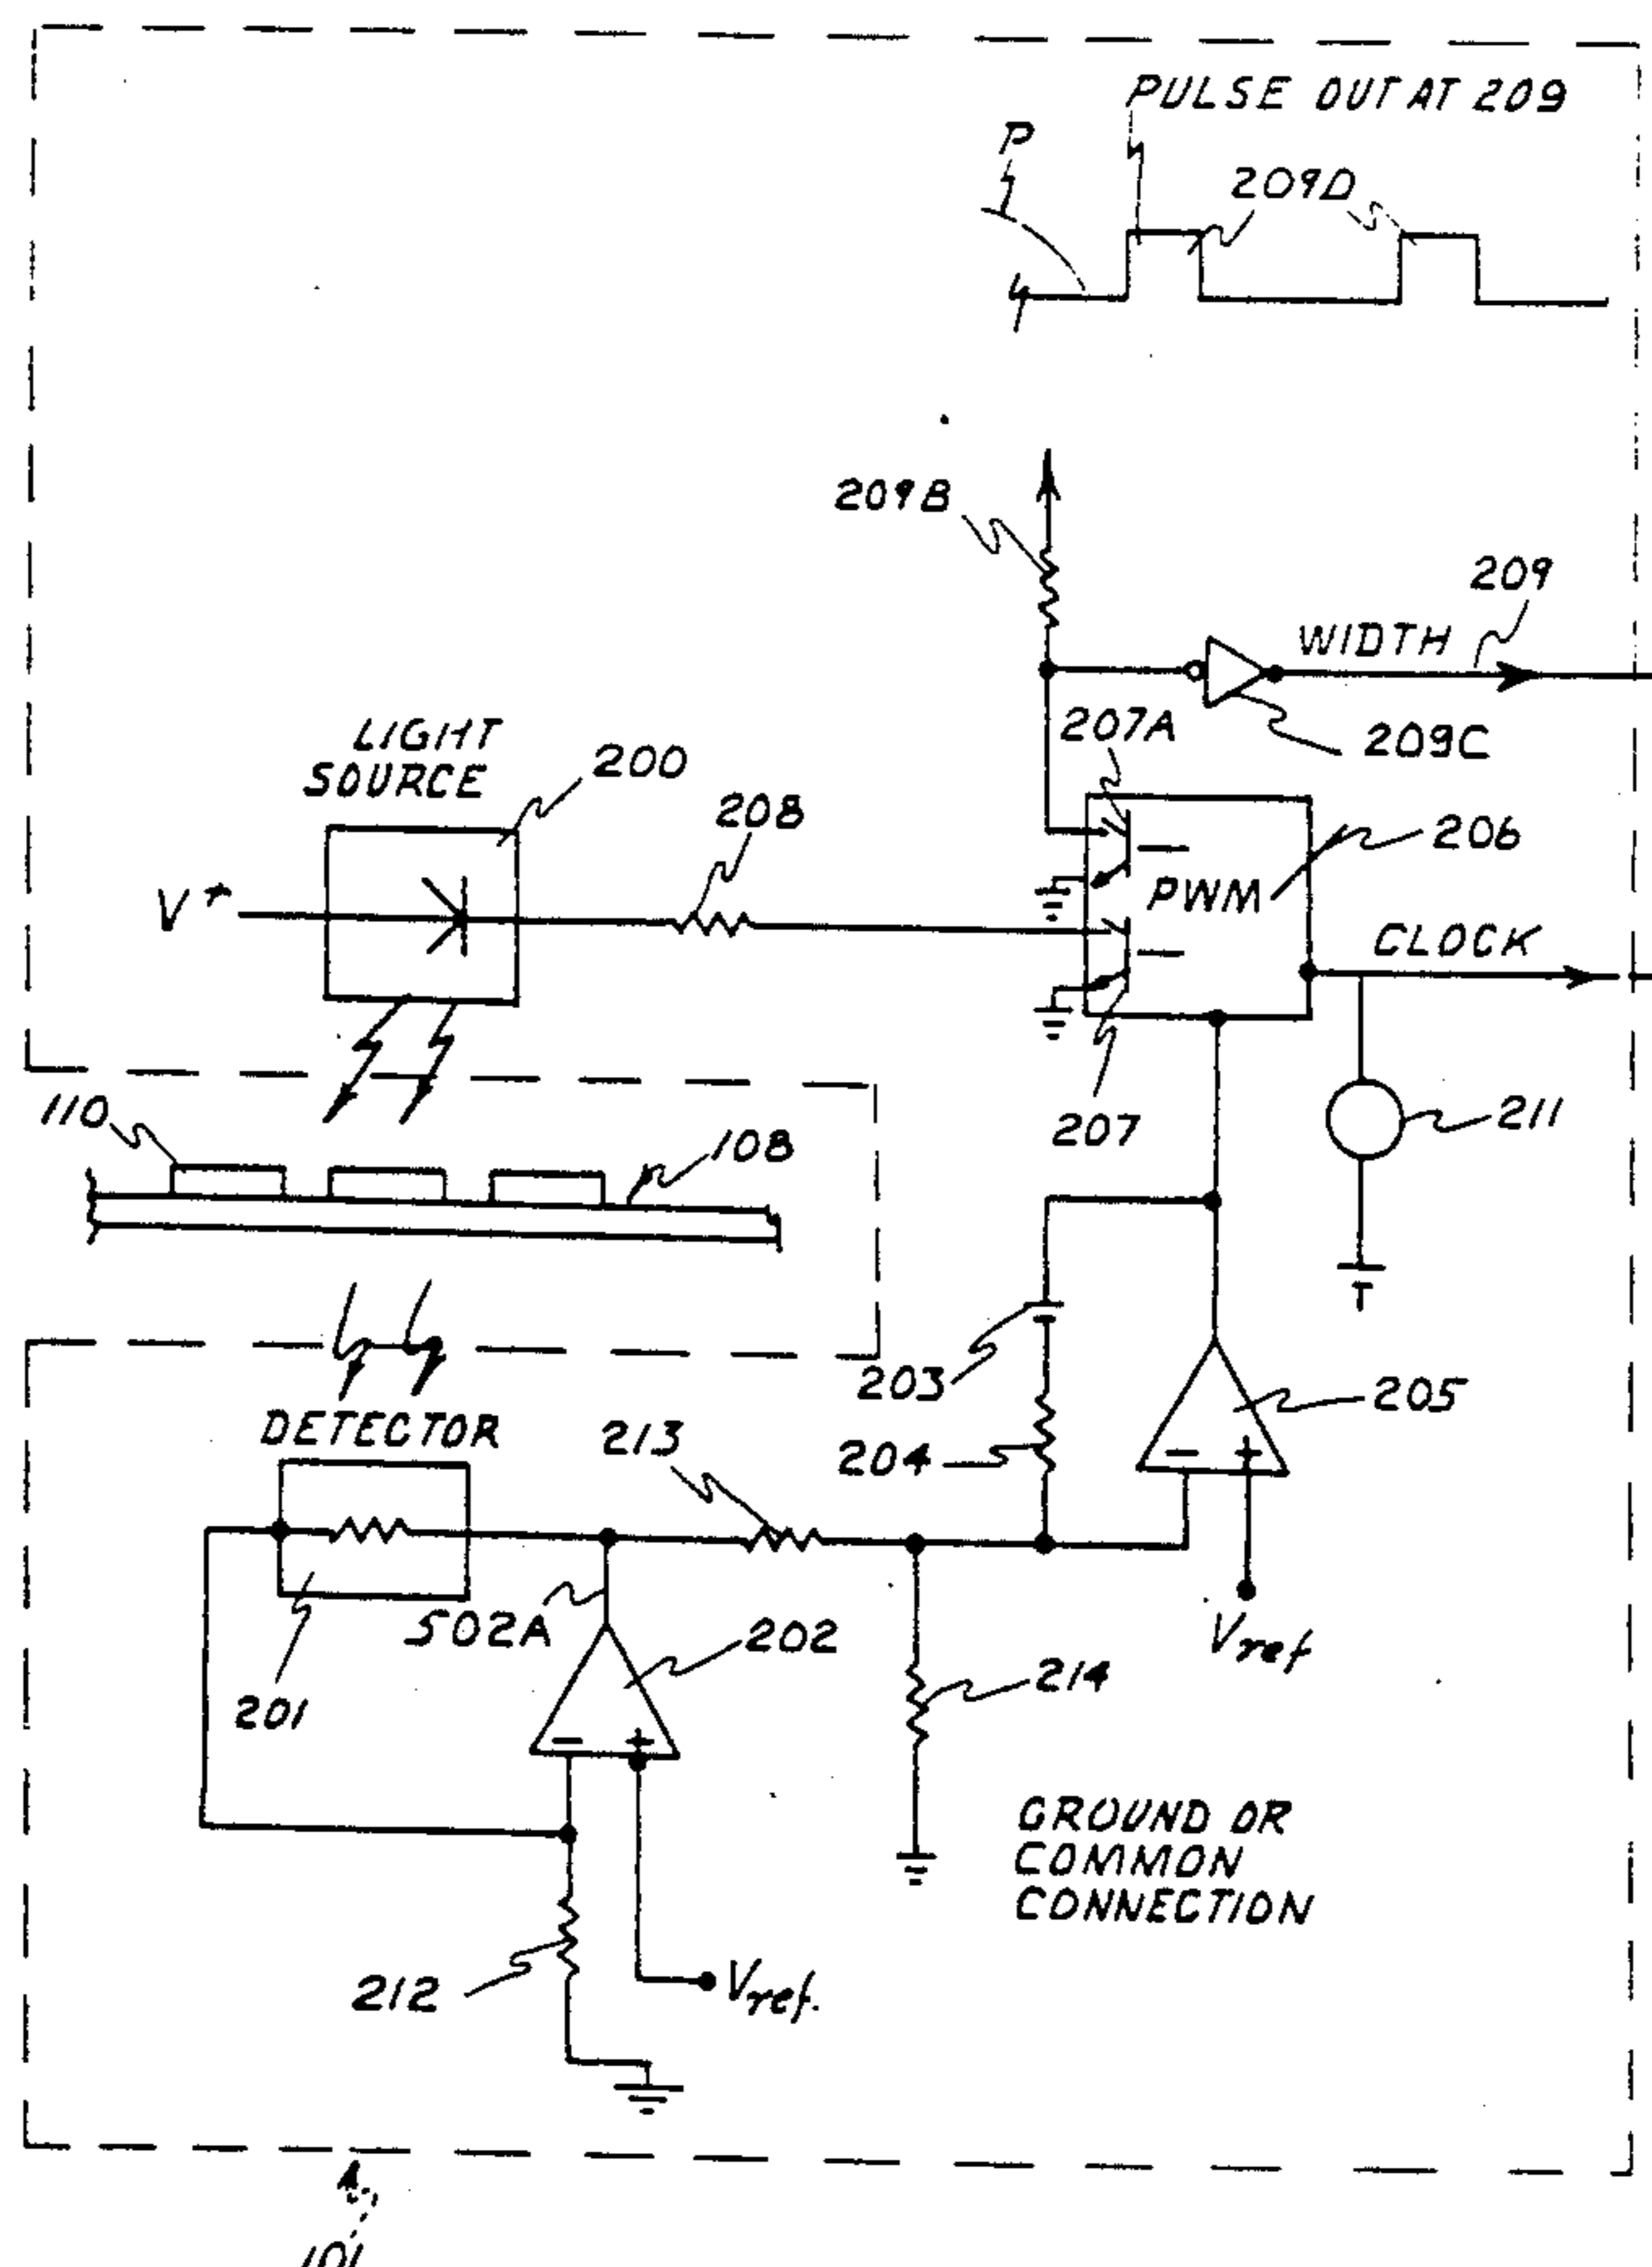 PULSE OUT AT 209
P
209D
209B
209
WIDTH
207A
209C
LIGHT
SOURCE
200
208
206
V+
PWM
CLOCK
110
108
207
211
203
205
DETECTOR
213
204
- +
502A
202
Vref
201
214
- +
GROUND OR
COMMON
CONNECTION
212
Vref.
101